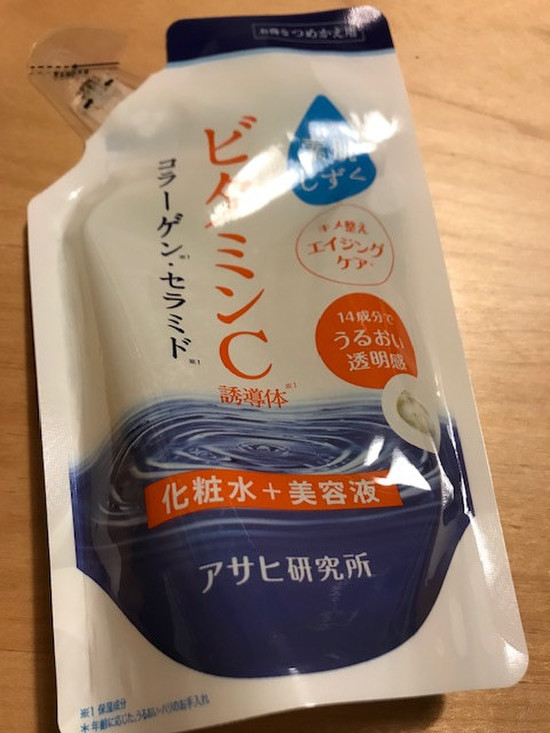 お得なつめかえ用
素肌
しずく
ビタミンC
誘導体※1
コラーゲン※1・セラミド※1
キメ整え
エイジング
ケア*
14成分で
うるおい
透明感
化粧水+美容液
アサヒ研究所
※1 保湿成分
*年齢に応じた、うるおい・ハリのお手入れ